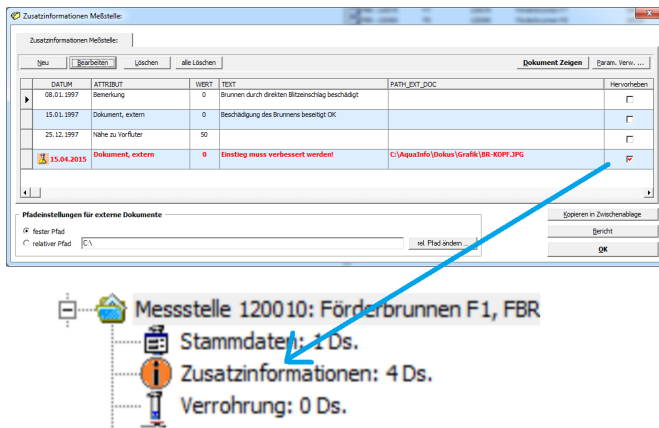 Zusatzinformationen Meßstelle:
Zusatzinformationen Meßstelle:
Neu Bearbeiten Löschen alle Löschen Dokument Zeigen Param. Verw. ...
DATUM ATTRIBUT WERT TEXT PATH_EXT_DOC Hervorheben
08.01.1997 Bemerkung 0 Brunnen durch direkten Blitzeinschlag beschädigt
15.01.1997 Dokument, extern 0 Beschädigung des Brunnens beseitigt OK
25.12.1997 Nähe zu Vorfluter 50
15.04.2015 Dokument, extern 0 Einstieg muss verbessert werden! C:\AquaInfo\Dokus\Grafik\BR-KOPF.JPG
Pfadeinstellungen für externe Dokumente
Kopieren in Zwischenablage
fester Pfad
Bericht
relativer Pfad C:\ rel. Pfad ändern ...
OK
Messstelle 120010: Förderbrunnen F1, FBR
Stammdaten: 1 Ds.
Zusatzinformationen: 4 Ds.
Verrohrung: 0 Ds.